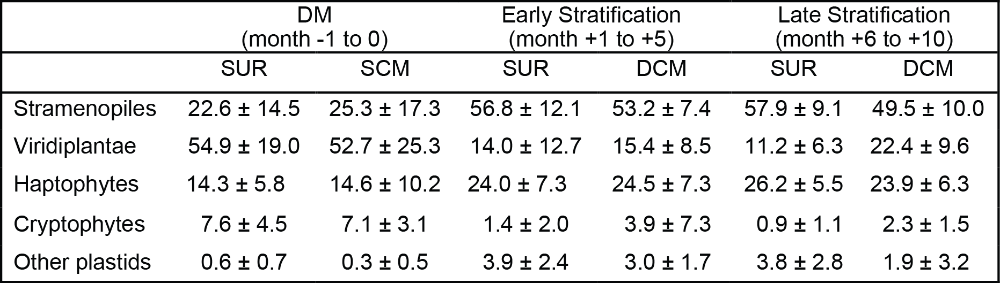 DM Early Stratification Late Stratification
(month -1 to 0) (month +1 to +5) (month +6 to +10)
SUR SCM SUR DCM SUR DCM
Stramenopiles 22.6 ± 14.5 25.3 ± 17.3 56.8 ± 12.1 53.2 ± 7.4 57.9 ± 9.1 49.5 ± 10.0
Viridiplantae 54.9 ± 19.0 52.7 ± 25.3 14.0 ± 12.7 15.4 ± 8.5 11.2 ± 6.3 22.4 ± 9.6
Haptophytes 14.3 ± 5.8 14.6 ± 10.2 24.0 ± 7.3 24.5 ± 7.3 26.2 ± 5.5 23.9 ± 6.3
Cryptophytes 7.6 ± 4.5 7.1 ± 3.1 1.4 ± 2.0 3.9 ± 7.3 0.9 ± 1.1 2.3 ± 1.5
Other plastids 0.6 ± 0.7 0.3 ± 0.5 3.9 ± 2.4 3.0 ± 1.7 3.8 ± 2.8 1.9 ± 3.2